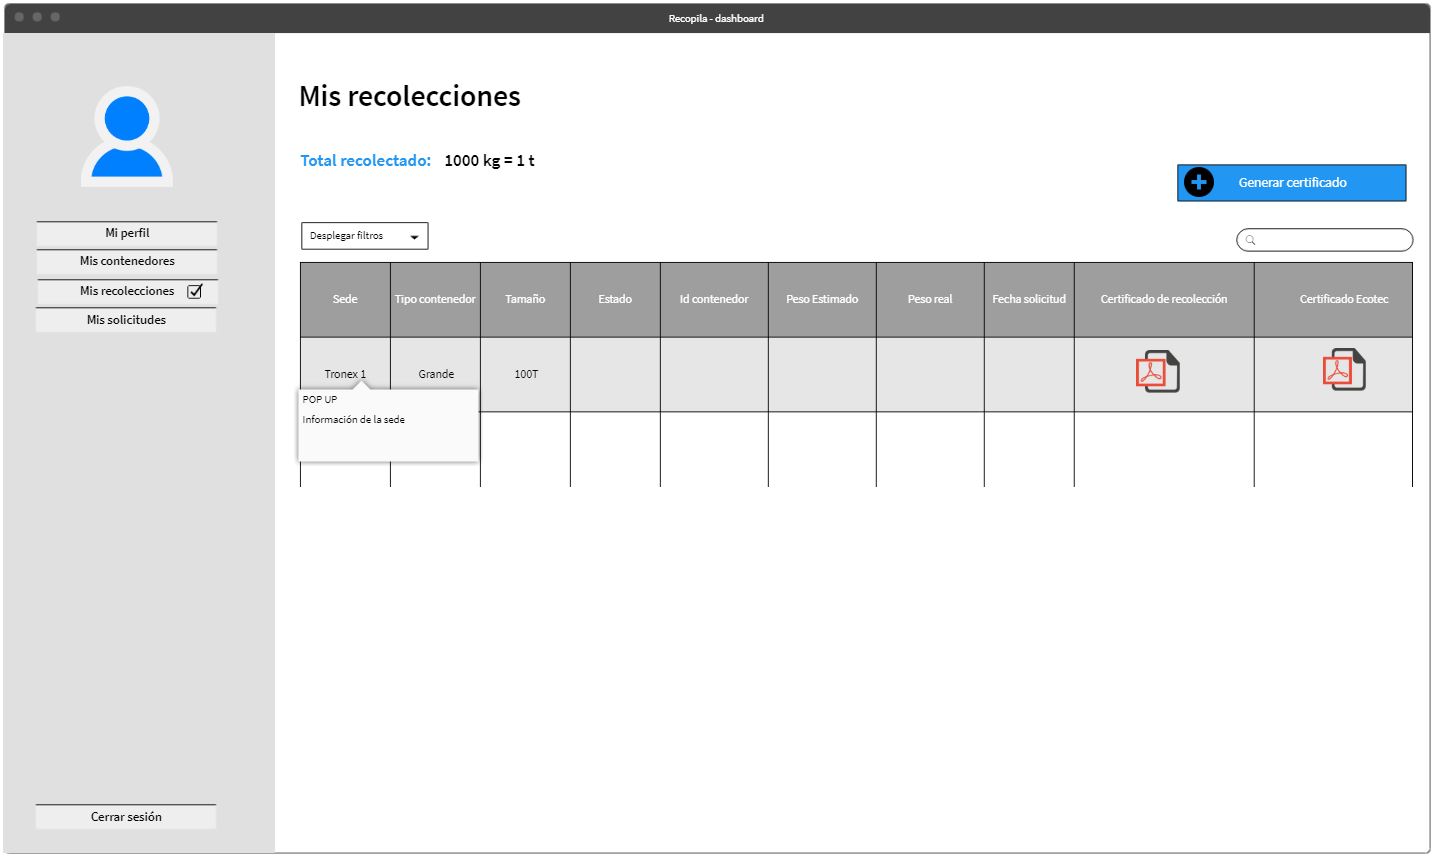 Recopila - dashboard
Mi perfil
Mis contenedores
Mis recolecciones
Mis solicitudes
Cerrar sesión
Mis recolecciones
Total recolectado: 1000 kg = 1 t
Generar certificado
Desplegar filtros
Sede Tipo contenedor Tamaño Estado Id contenedor Peso Estimado Peso real Fecha solicitud Certificado de recolección Certificado Ecotec
Tronex 1 Grande 100T
POP UP
Información de la sede